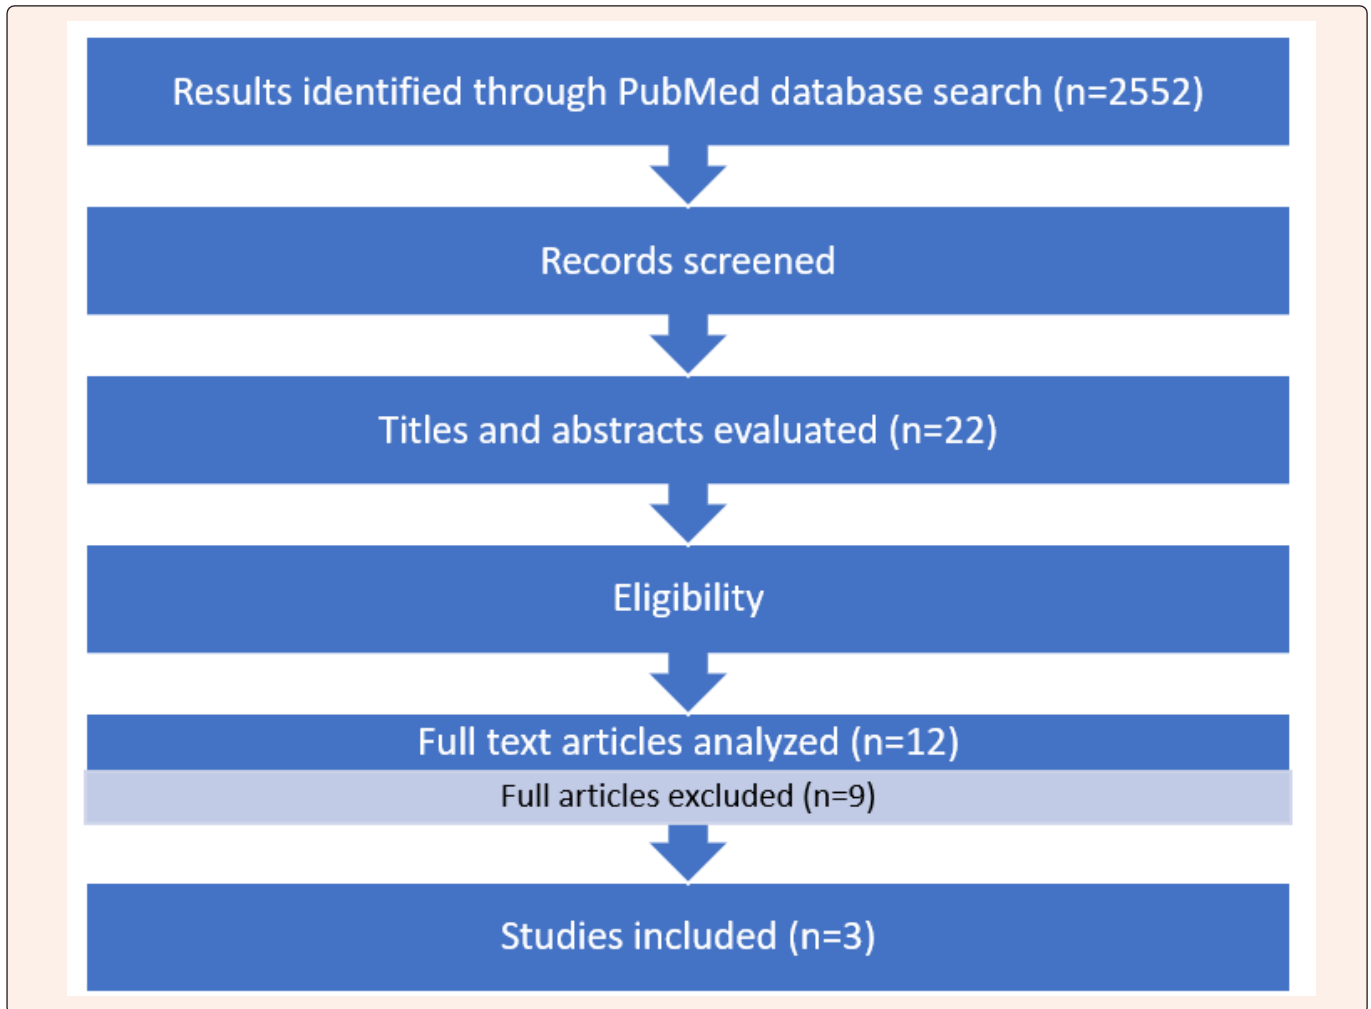 Results identified through PubMed database search (n=2552)
Records screened
Titles and abstracts evaluated (n=22)
Eligibility
Full text articles analyzed (n=12)
Full articles excluded (n=9)
Studies included (n=3)